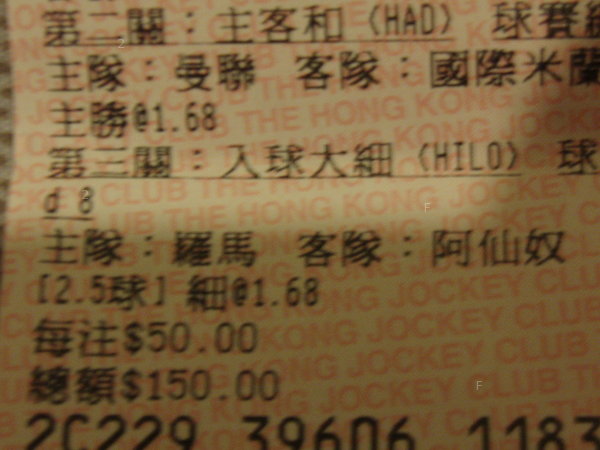 第二關：主客和（HAD） 球賽
主隊：曼聯 客隊：國際米蘭
主勝@1.68
第三關：入球大細（HILO） 球
d 8
主隊：羅馬 客隊：阿仙奴
[2.5球] 細@1.68
每注$50.00
總額$150.00
2C229 39606 1183